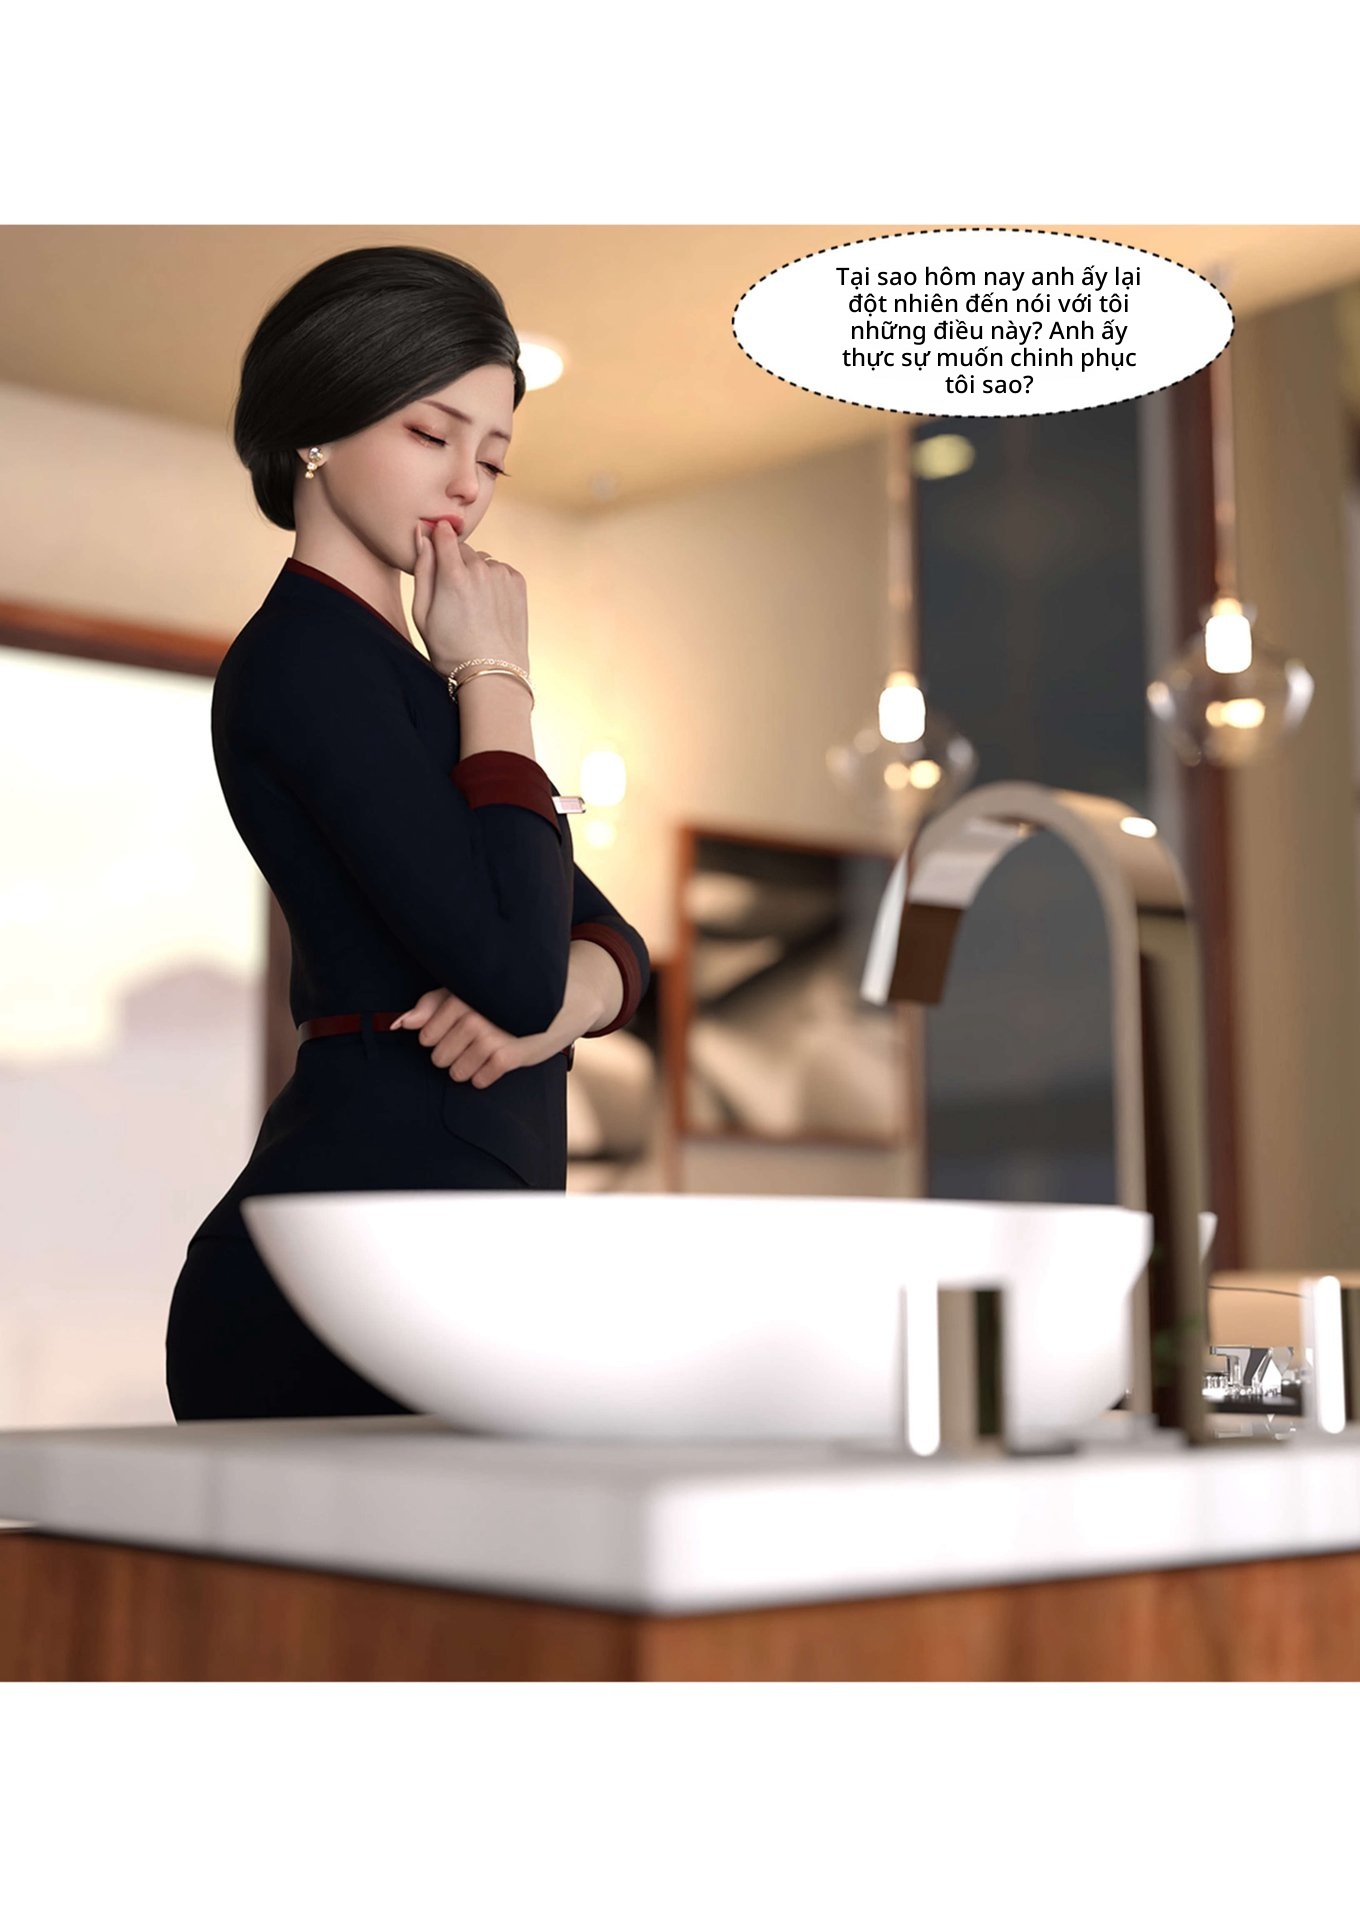 Tại sao hôm nay anh ấy lại
đột nhiên đến nói với tôi
những điều này? Anh ấy
thực sự muốn chinh phục
tôi sao?